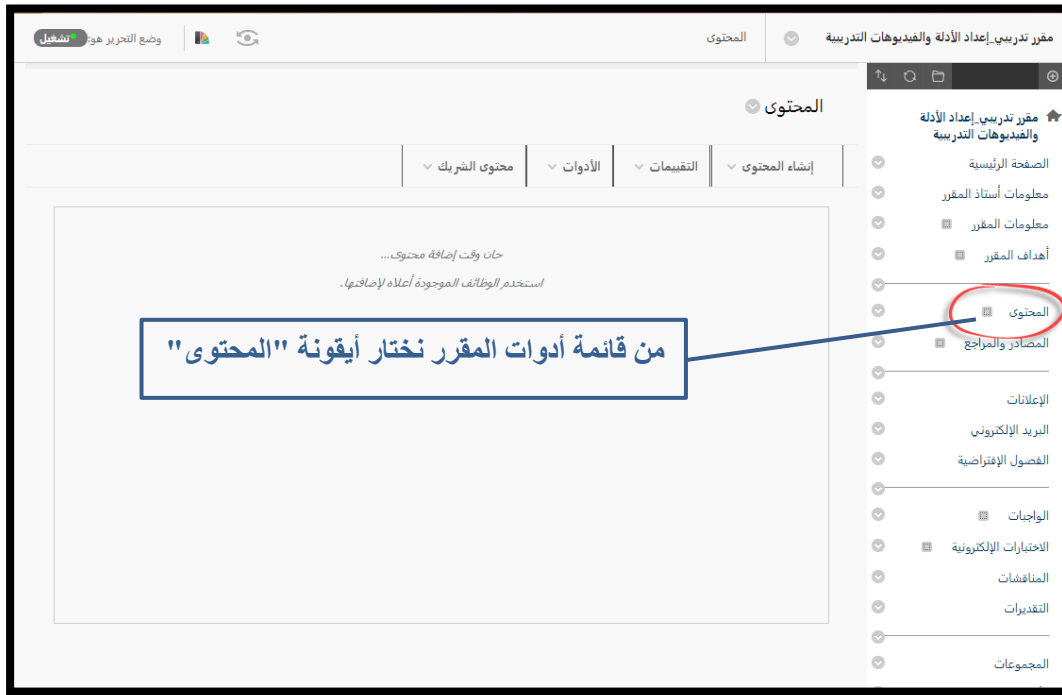 مقرر تدريبي_إعداد الأدلة والفيديوهات التدريبية
المحتوى
وضع التحرير هو: تشغيل
مقرر تدريبي_إعداد الأدلة
والفيديوهات التدريبية
الصفحة الرئيسية
معلومات أستاذ المقرر
معلومات المقرر
أهداف المقرر
المحتوى
المصادر والمراجع
الإعلانات
البريد الإلكتروني
الفصول الإفتراضية
الواجبات
الاختبارات الإلكترونية
المناقشات
التقديرات
المجموعات
المحتوى
إنشاء المحتوى
التقييمات
الأدوات
محتوى الشريك
حان وقت إضافة محتوى...
استخدم الوظائف الموجودة أعلاه لإضافتها.
من قائمة أدوات المقرر نختار أيقونة "المحتوى"